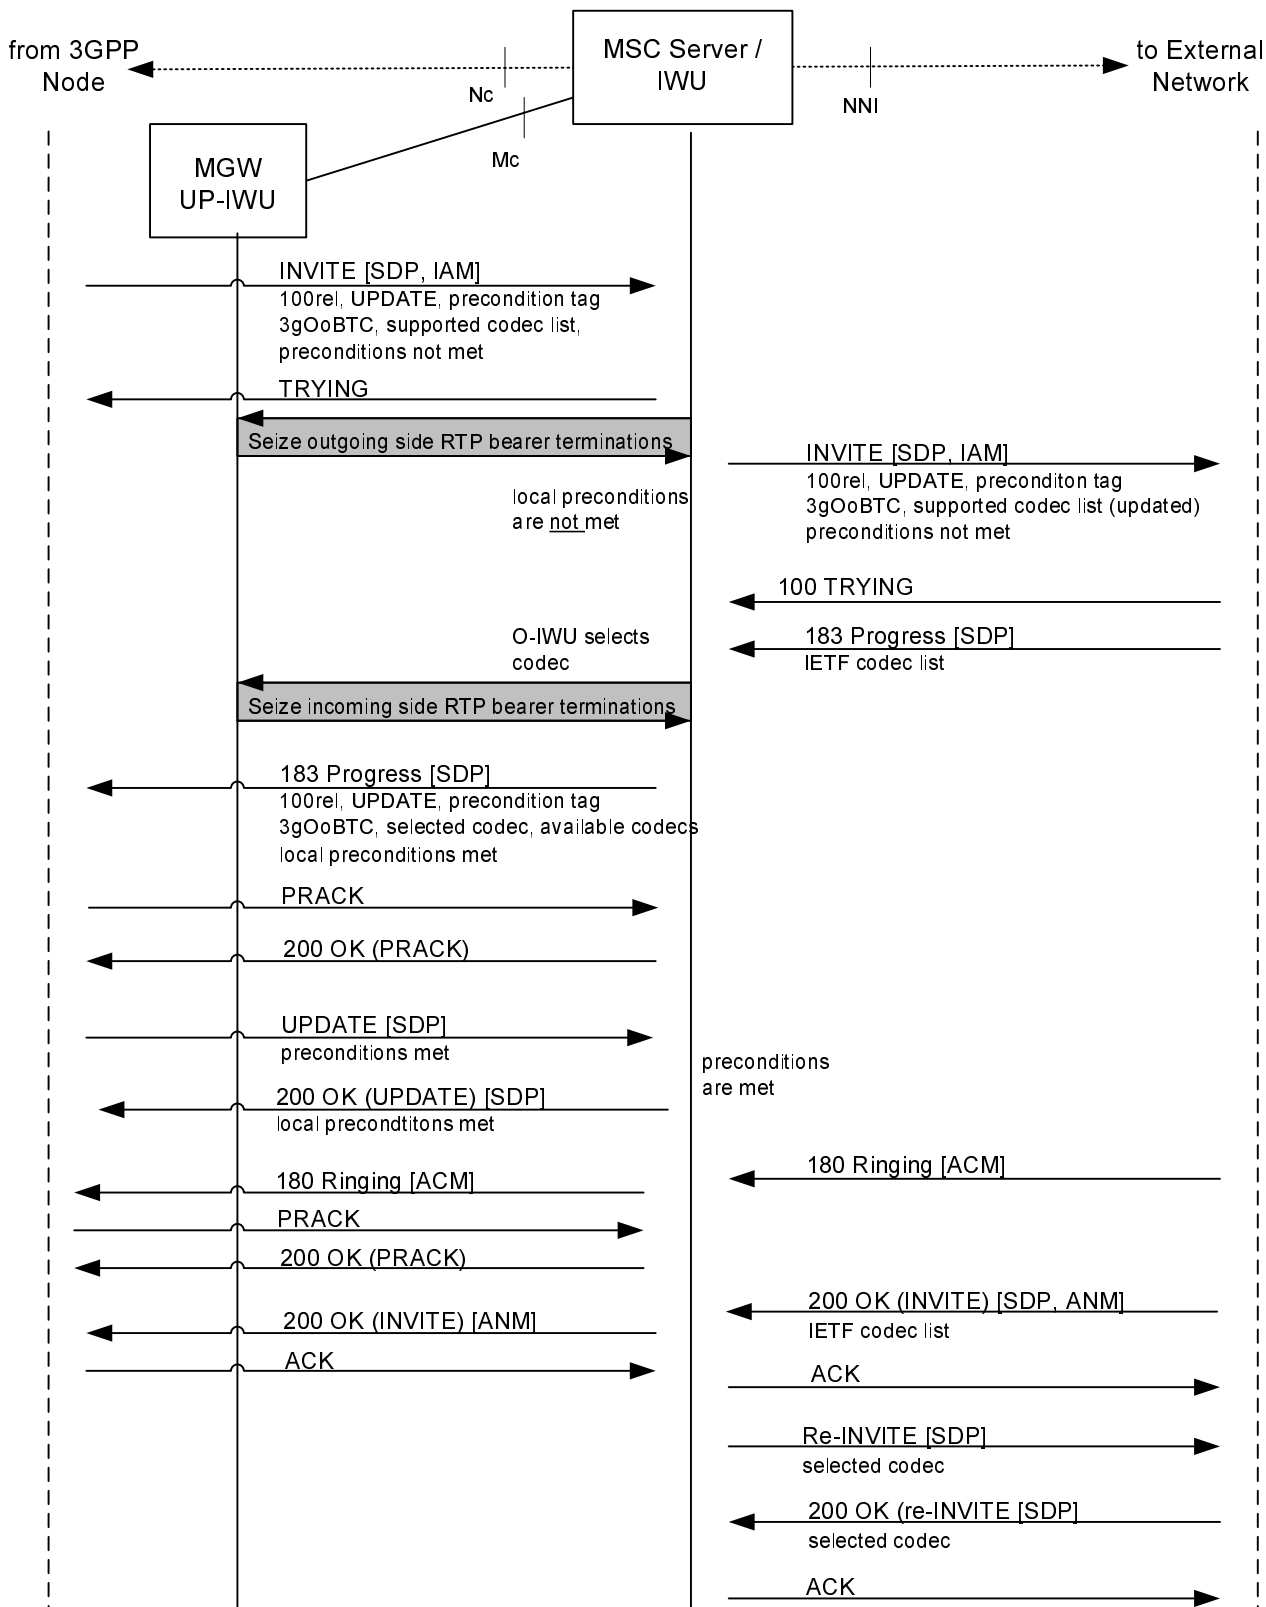 from 3GPP
Node
MSC Server /
IWU
to External
Network
Nc
NNI
Mc
MGW
UP-IWU
INVITE [SDP, IAM]
100rel, UPDATE, precondition tag
3gOoBTC, supported codec list,
preconditions not met
TRYING
Seize outgoing side RTP bearer terminations
INVITE [SDP, IAM]
100rel, UPDATE, preconditon tag
3gOoBTC, supported codec list (updated)
preconditions not met
local preconditions
are not met
100 TRYING
183 Progress [SDP]
IETF codec list
O-IWU selects
codec
Seize incoming side RTP bearer terminations
183 Progress [SDP]
100rel, UPDATE, precondition tag
3gOoBTC, selected codec, available codecs
local preconditions met
PRACK
200 OK (PRACK)
UPDATE [SDP]
preconditions met
preconditions
are met
200 OK (UPDATE) [SDP]
local precondtitons met
180 Ringing [ACM]
180 Ringing [ACM]
PRACK
200 OK (PRACK)
200 OK (INVITE) [SDP, ANM]
IETF codec list
200 OK (INVITE) [ANM]
ACK
ACK
Re-INVITE [SDP]
selected codec
200 OK (re-INVITE [SDP]
selected codec
ACK